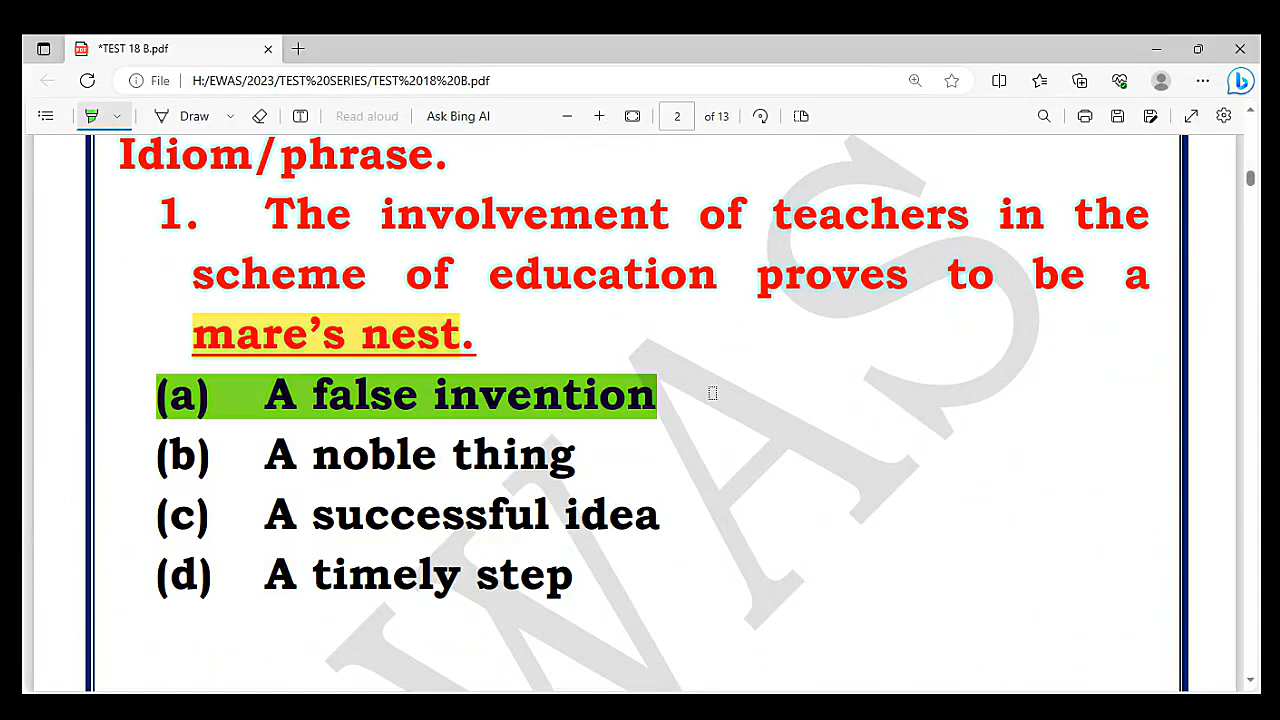 *TEST 18 B.pdf
File H:/EWAS/2023/TEST%20SERIES/TEST%2018%20B.pdf
Draw Read aloud Ask Bing AI 2 of 13
Idiom/phrase.
1. The involvement of teachers in the
scheme of education proves to be a
mare's nest.
(a) A false invention
(b) A noble thing
(c) A successful idea
(d) A timely step
WAS